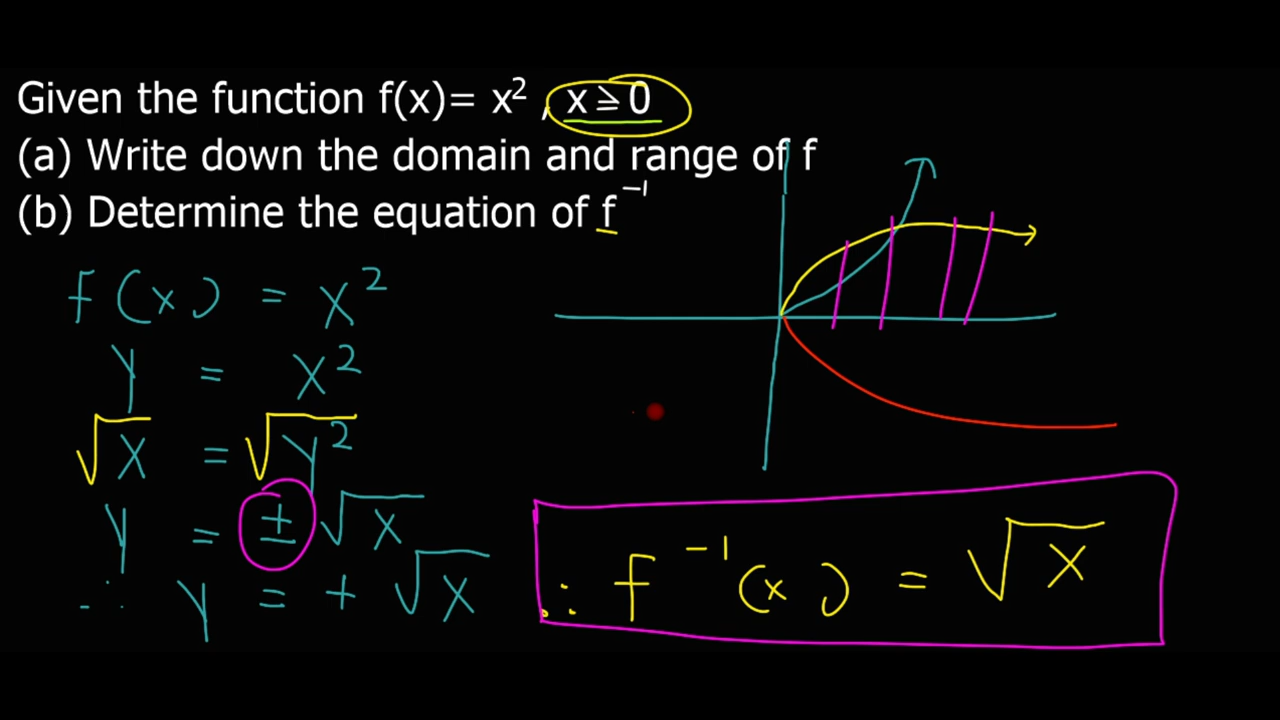 Given the function f(x)= x², x ≥ 0
(a) Write down the domain and range of f
(b) Determine the equation of f⁻¹
f(x) = x²
y = x²
√x = √y²
y = ± √x
∴ y = + √x
∴ f⁻¹(x) = √x